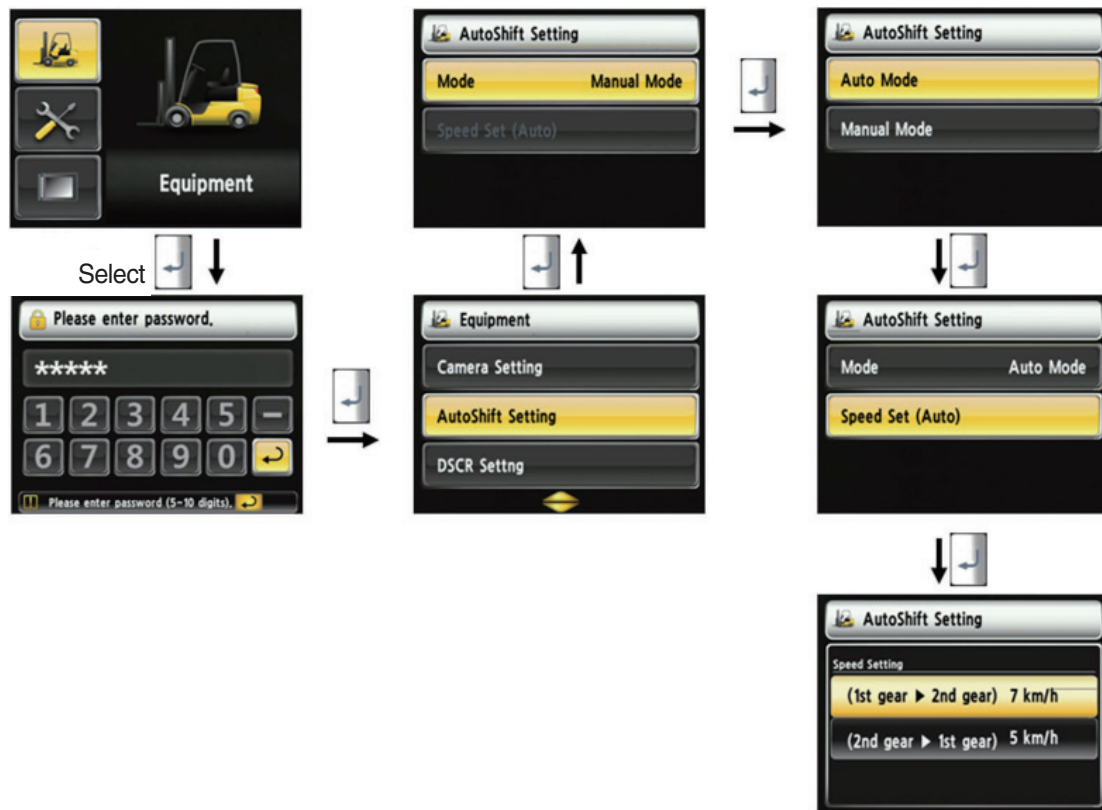 Equipment
Select
Please enter password.
*****
1 2 3 4 5 -
6 7 8 9 0
Please enter password (5~10 digits).
Equipment
Camera Setting
AutoShift Setting
DSCR Settng
AutoShift Setting
Mode Manual Mode
Speed Set (Auto)
AutoShift Setting
Auto Mode
Manual Mode
AutoShift Setting
Mode Auto Mode
Speed Set (Auto)
AutoShift Setting
Speed Setting
(1st gear ▶ 2nd gear) 7 km/h
(2nd gear ▶ 1st gear) 5 km/h